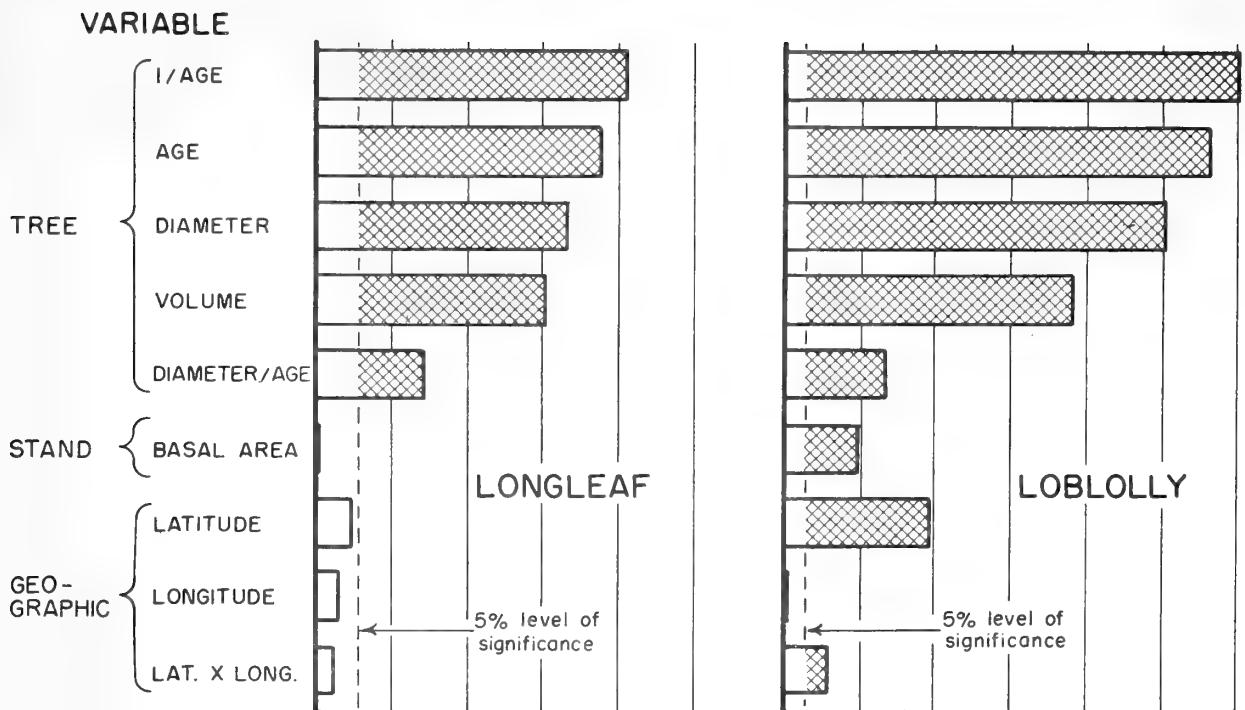 VARIABLE
TREE
1/AGE
AGE
DIAMETER
VOLUME
DIAMETER/AGE
STAND
BASAL AREA
GEO-
GRAPHIC
LATITUDE
LONGITUDE
LAT. X LONG.
LONGLEAF
5% level of
significance
LOBLOLLY
5% level of
significance